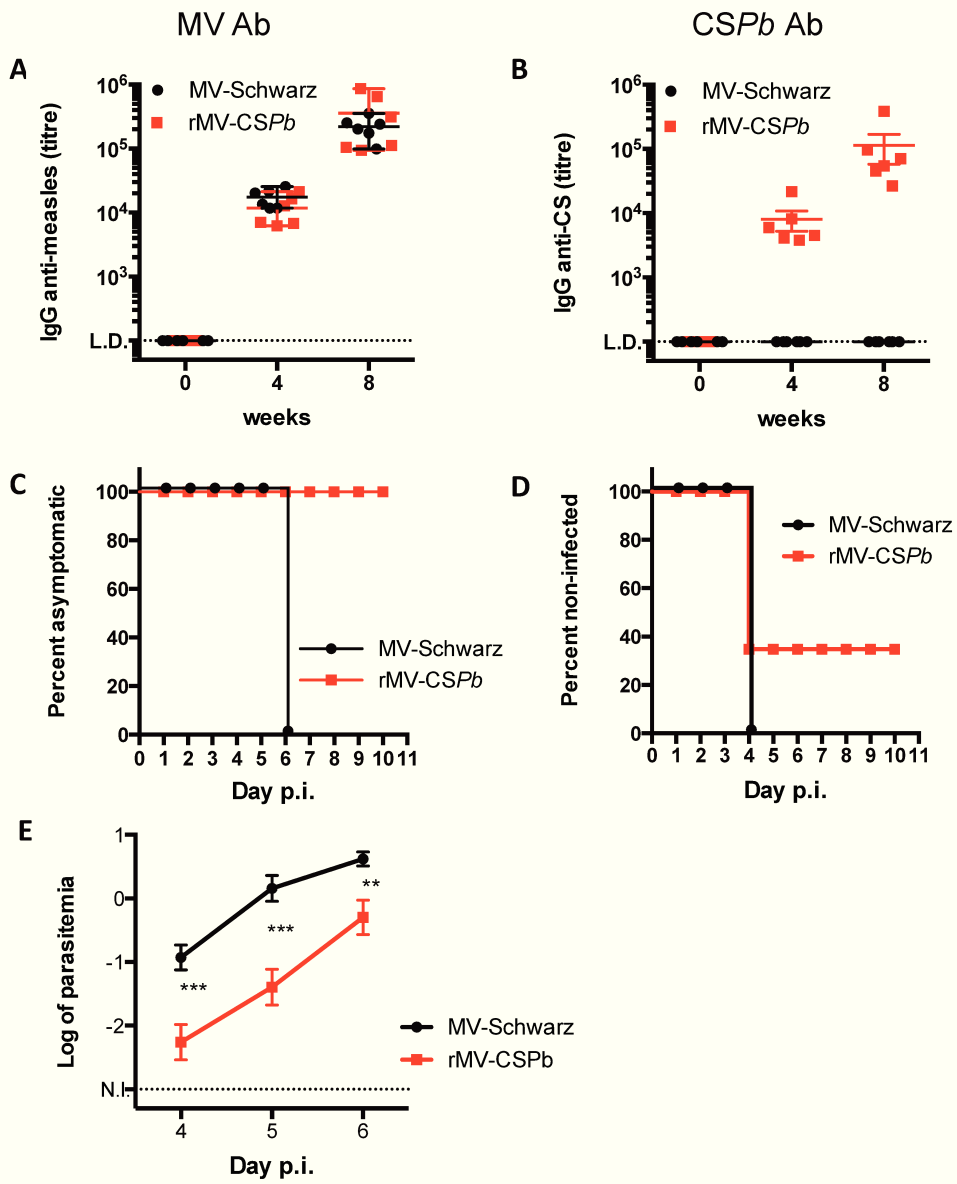 MV Ab
CSPb Ab
A
MV-Schwarz
rMV-CSPb
IgG anti-measles (titre)
10⁶
10⁵
10⁴
10³
L.D.
0 4 8
weeks
B
MV-Schwarz
rMV-CSPb
IgG anti-CS (titre)
10⁶
10⁵
10⁴
10³
L.D.
0 4 8
weeks
C
Percent asymptomatic
100
80
60
40
20
0
MV-Schwarz
rMV-CSPb
0 1 2 3 4 5 6 7 8 9 10 11
Day p.i.
D
Percent non-infected
100
80
60
40
20
0
MV-Schwarz
rMV-CSPb
0 1 2 3 4 5 6 7 8 9 10 11
Day p.i.
E
Log of parasitemia
1
0
-1
-2
N.I.
***
***
**
MV-Schwarz
rMV-CSPb
4 5 6
Day p.i.